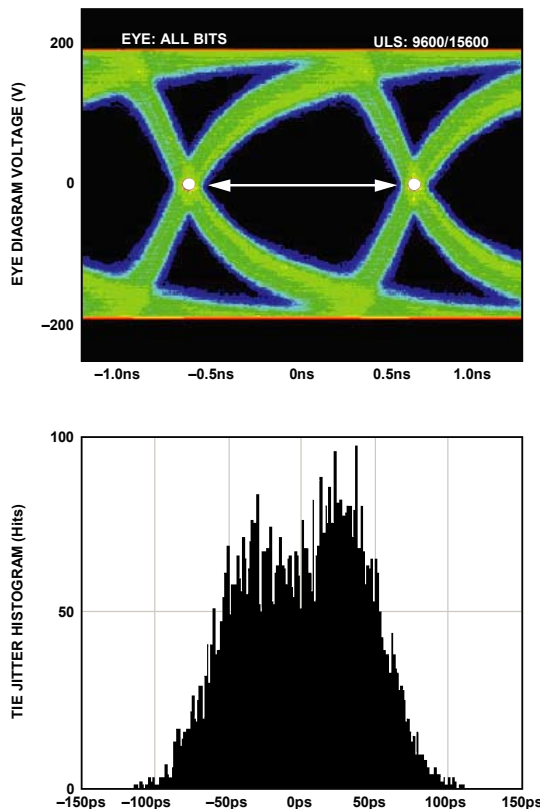 EYE: ALL BITS
ULS: 9600/15600
EYE DIAGRAM VOLTAGE (V)
200
0
–200
–1.0ns
–0.5ns
0ns
0.5ns
1.0ns
TIE JITTER HISTOGRAM (Hits)
100
50
0
–150ps
–100ps
–50ps
0ps
50ps
100ps
150ps